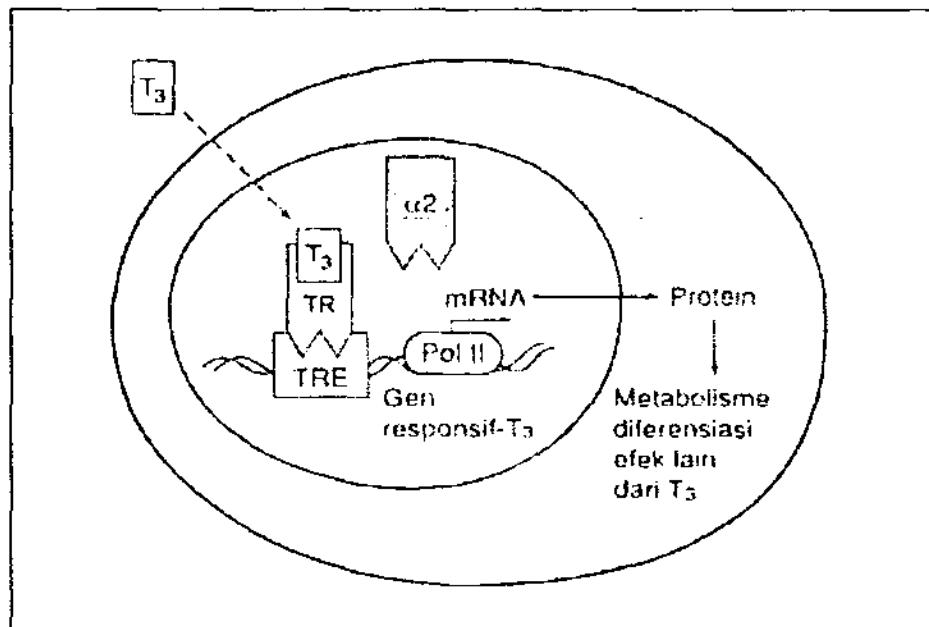 T₃
α2
T₃
TR
mRNA
Protein
TRE
Pol II
Gen
responsif-T₃
Metabolisme
diferensiasi
efek lain
dari T₃